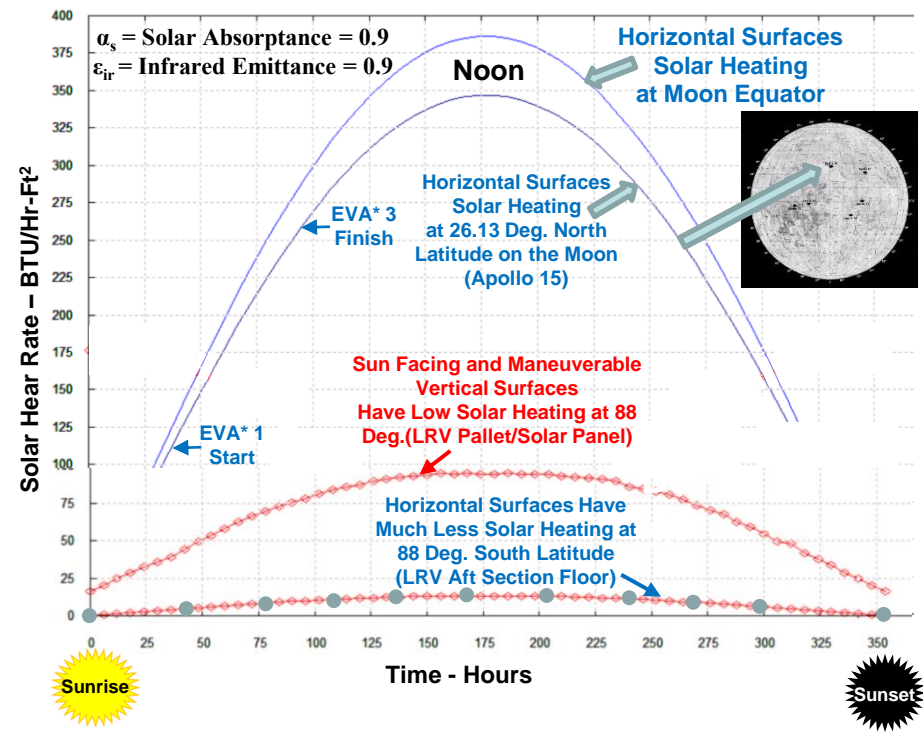 αs = Solar Absorptance = 0.9
εir = Infrared Emittance = 0.9
Noon
Horizontal Surfaces
Solar Heating
at Moon Equator
Horizontal Surfaces
Solar Heating
at 26.13 Deg. North
Latitude on the Moon
(Apollo 15)
EVA* 3
Finish
EVA* 1
Start
Sun Facing and Maneuverable
Vertical Surfaces
Have Low Solar Heating at 88
Deg.(LRV Pallet/Solar Panel)
Horizontal Surfaces Have
Much Less Solar Heating at
88 Deg. South Latitude
(LRV Aft Section Floor)
Solar Hear Rate – BTU/Hr-Ft²
400
375
350
325
300
275
250
225
200
175
150
125
100
75
50
25
0
0 25 50 75 100 125 150 175 200 225 250 275 300 325 350
Time - Hours
Sunrise
Sunset